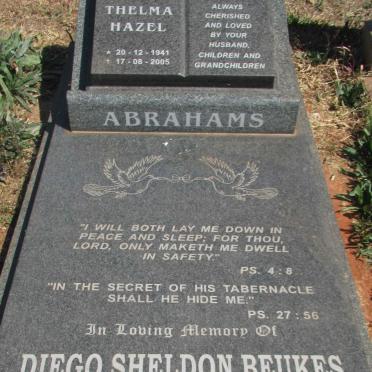 THELMA
HAZEL
* 20-12-1941
† 17-08-2005
ALWAYS
CHERISHED
AND LOVED
BY YOUR
HUSBAND,
CHILDREN AND
GRANDCHILDREN
ABRAHAMS
"I WILL BOTH LAY ME DOWN IN
PEACE AND SLEEP; FOR THOU,
LORD, ONLY MAKETH ME DWELL
IN SAFETY."
PS. 4:8
"IN THE SECRET OF HIS TABERNACLE
SHALL HE HIDE ME."
PS. 27:56
In Loving Memory Of
DIEGO SHELDON BEUKES